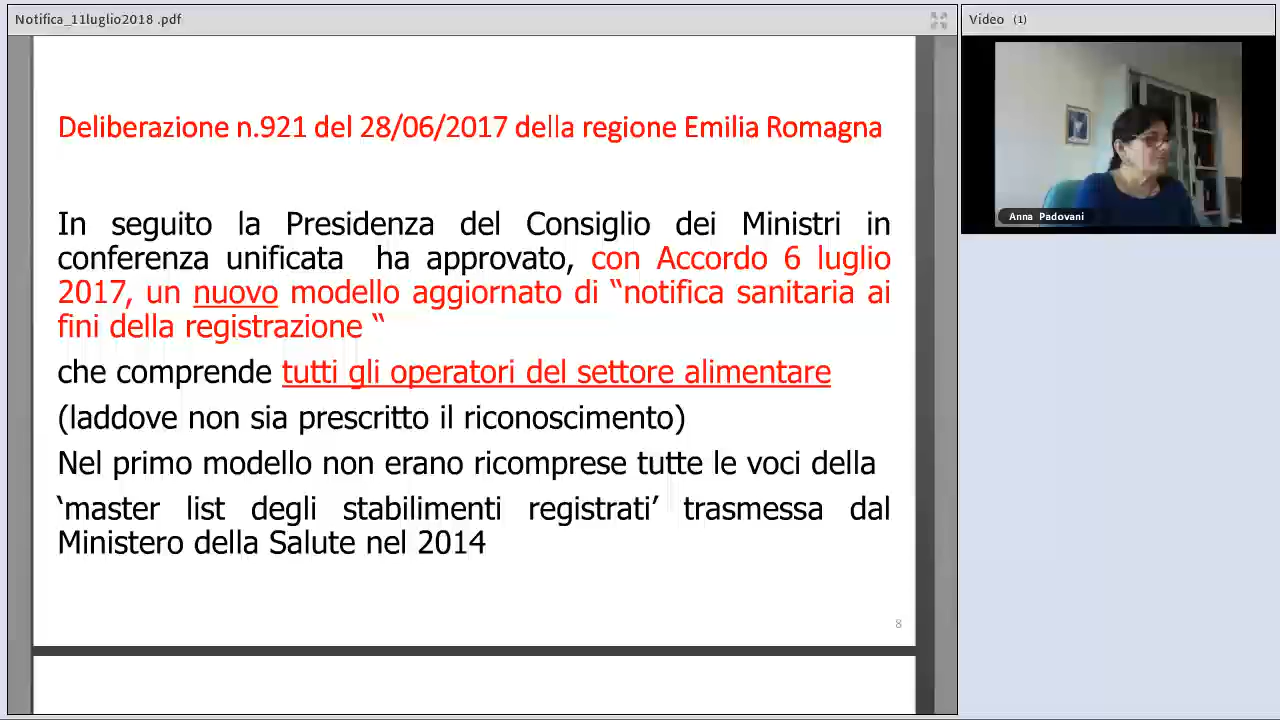 Notifica_11luglio2018 .pdf
Video (1)
Deliberazione n.921 del 28/06/2017 della regione Emilia Romagna
In seguito la Presidenza del Consiglio dei Ministri in
conferenza unificata ha approvato, con Accordo 6 luglio
2017, un nuovo modello aggiornato di “notifica sanitaria ai
fini della registrazione “
che comprende tutti gli operatori del settore alimentare
(laddove non sia prescritto il riconoscimento)
Nel primo modello non erano ricomprese tutte le voci della
‘master list degli stabilimenti registrati’ trasmessa dal
Ministero della Salute nel 2014
8
Anna Padovani